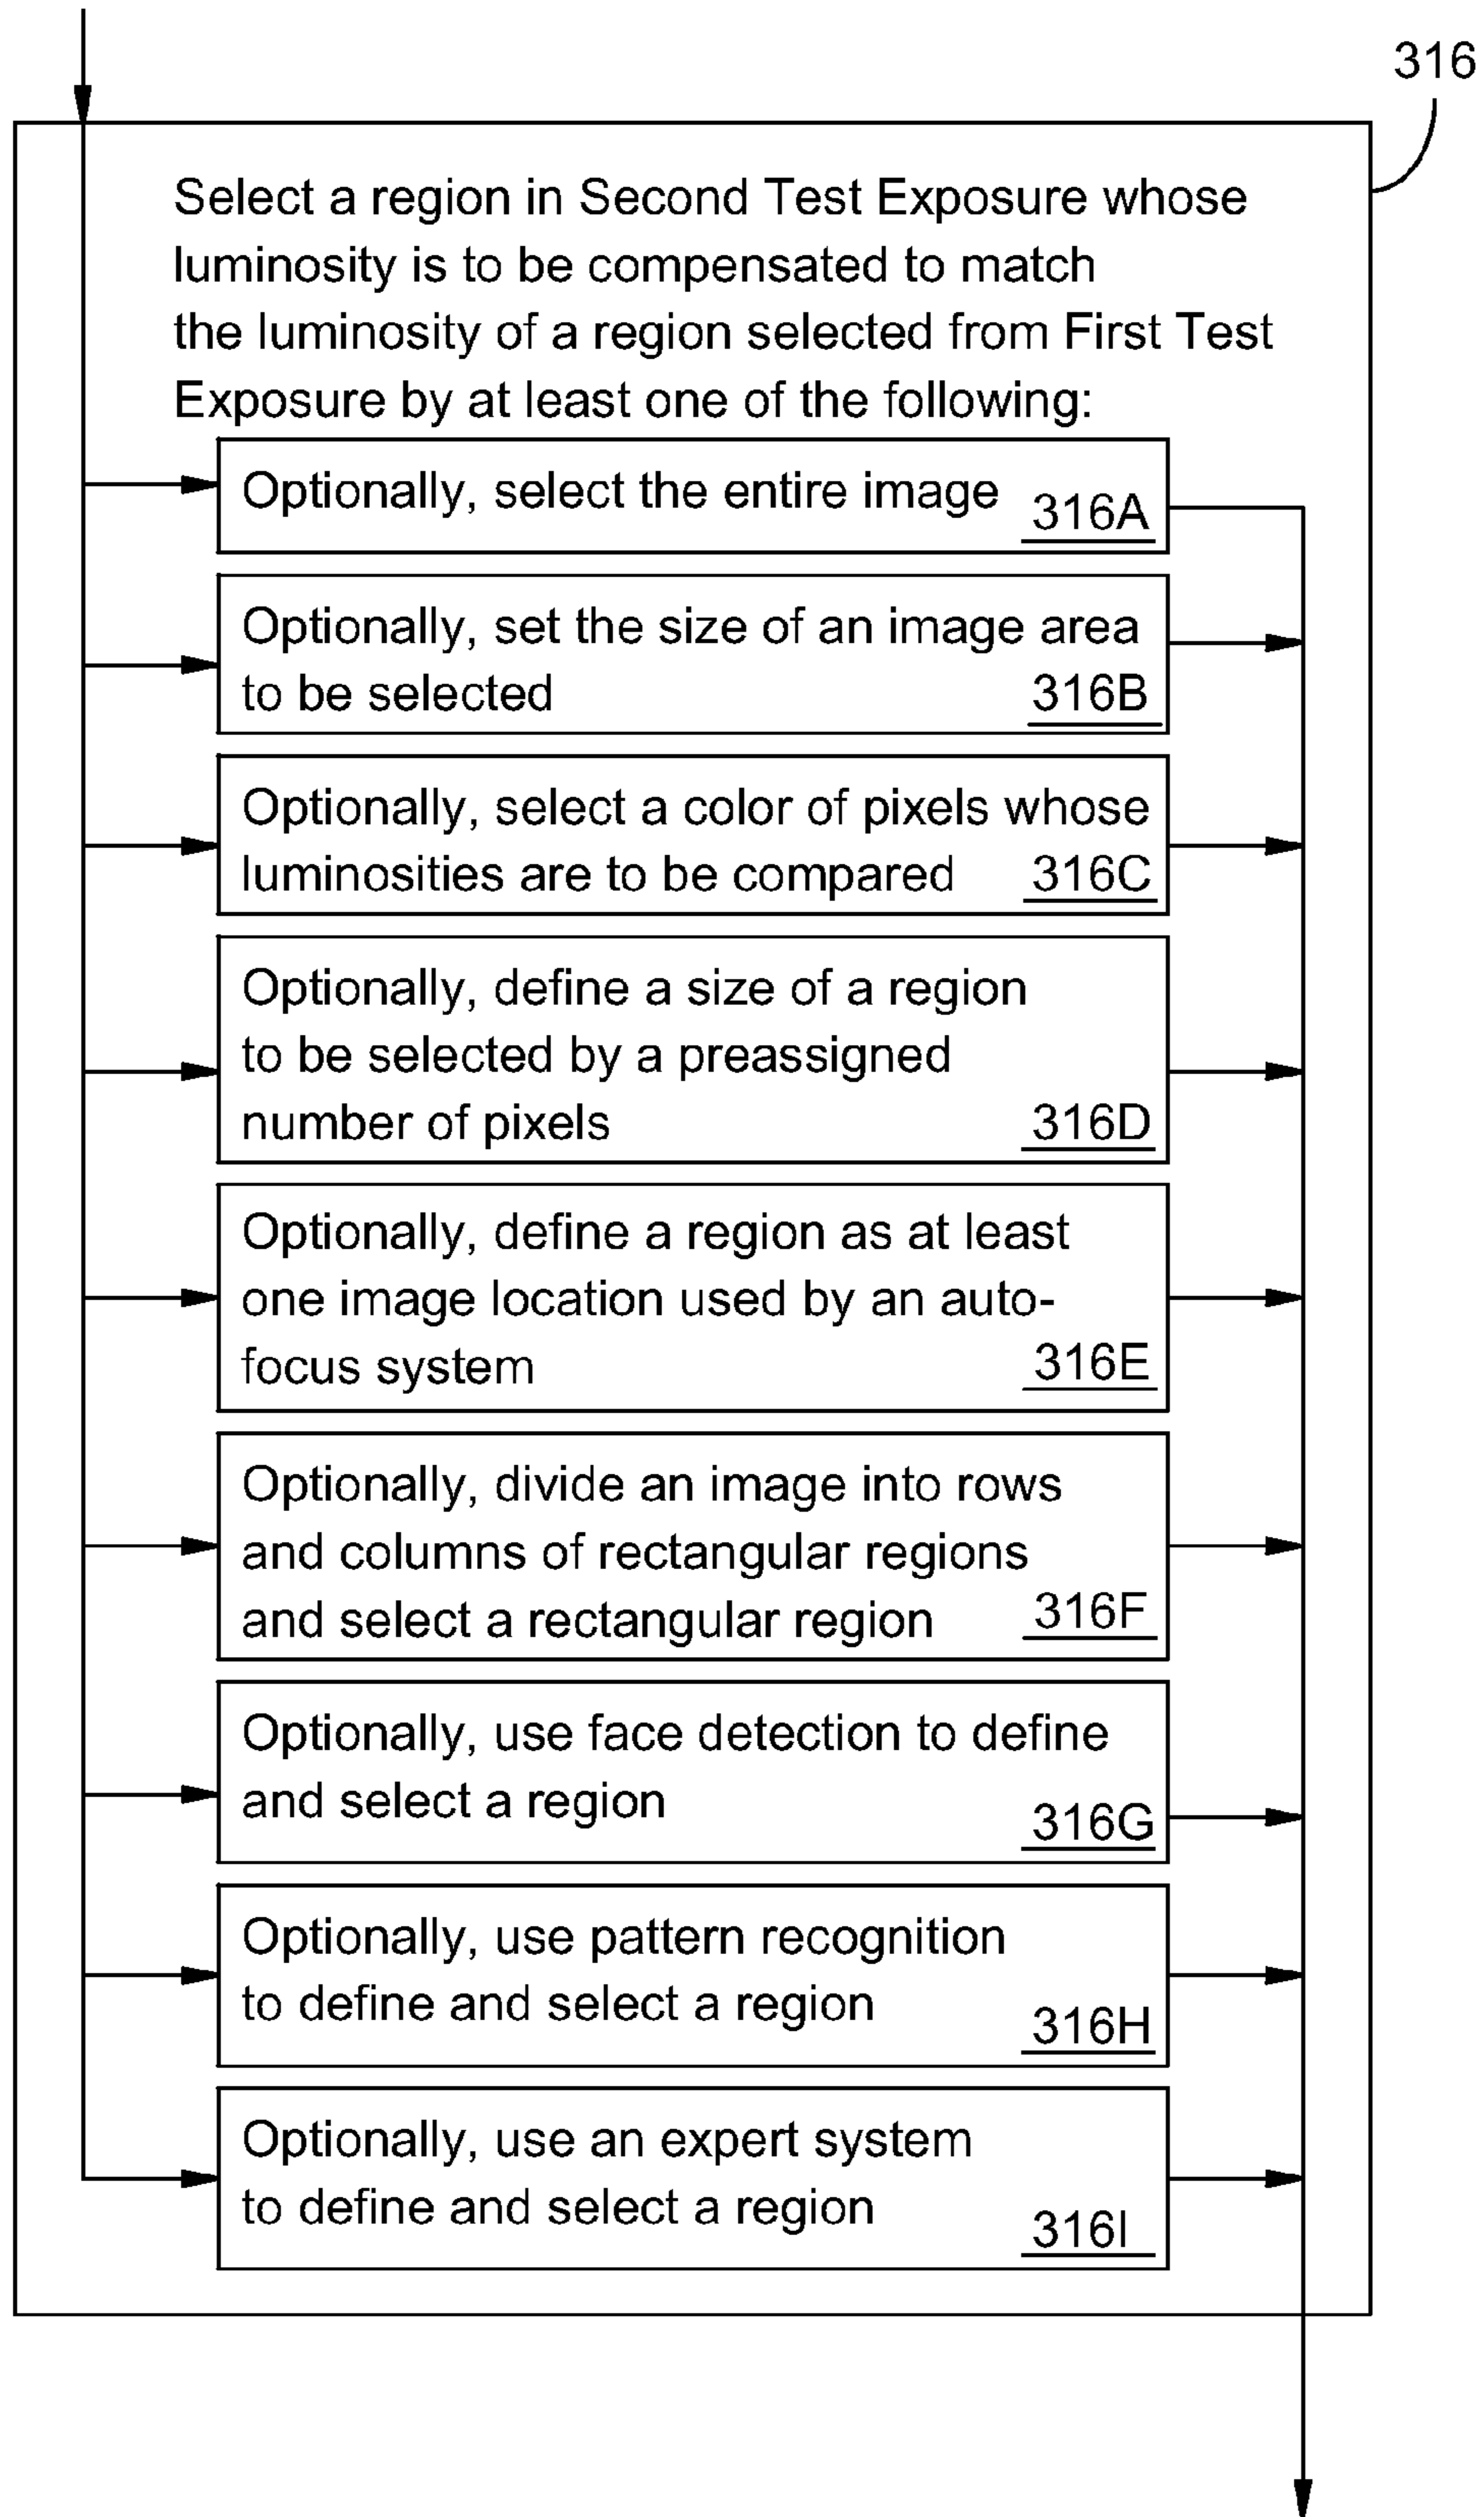 316
Select a region in Second Test Exposure whose
luminosity is to be compensated to match
the luminosity of a region selected from First Test
Exposure by at least one of the following:
Optionally, select the entire image
316A
Optionally, set the size of an image area
to be selected
316B
Optionally, select a color of pixels whose
luminosities are to be compared
316C
Optionally, define a size of a region
to be selected by a preassigned
number of pixels
316D
Optionally, define a region as at least
one image location used by an auto-
focus system
316E
Optionally, divide an image into rows
and columns of rectangular regions
and select a rectangular region
316F
Optionally, use face detection to define
and select a region
316G
Optionally, use pattern recognition
to define and select a region
316H
Optionally, use an expert system
to define and select a region
316I